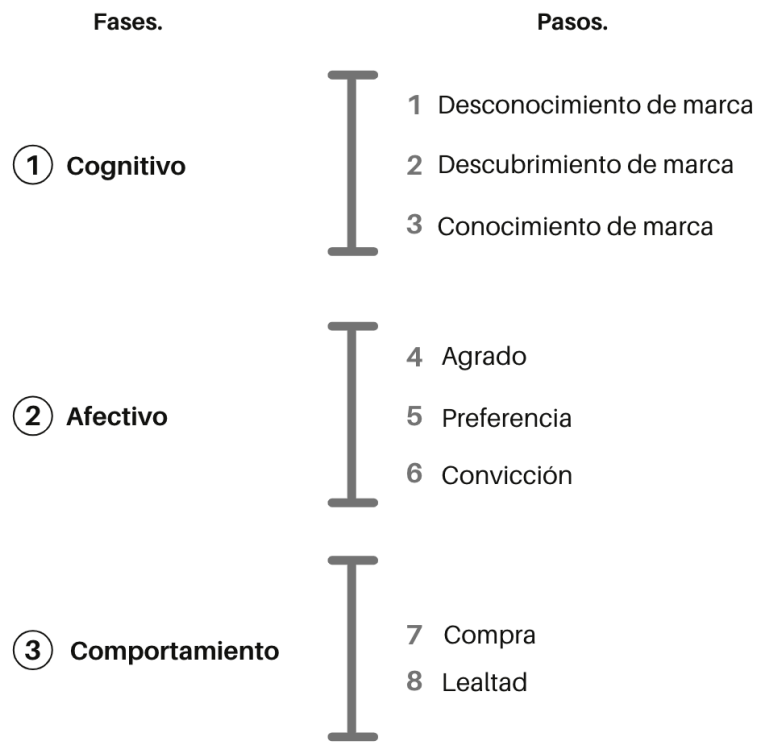 Fases.
Pasos.
1 Cognitivo
1 Desconocimiento de marca
2 Descubrimiento de marca
3 Conocimiento de marca
2 Afectivo
4 Agrado
5 Preferencia
6 Convicción
3 Comportamiento
7 Compra
8 Lealtad